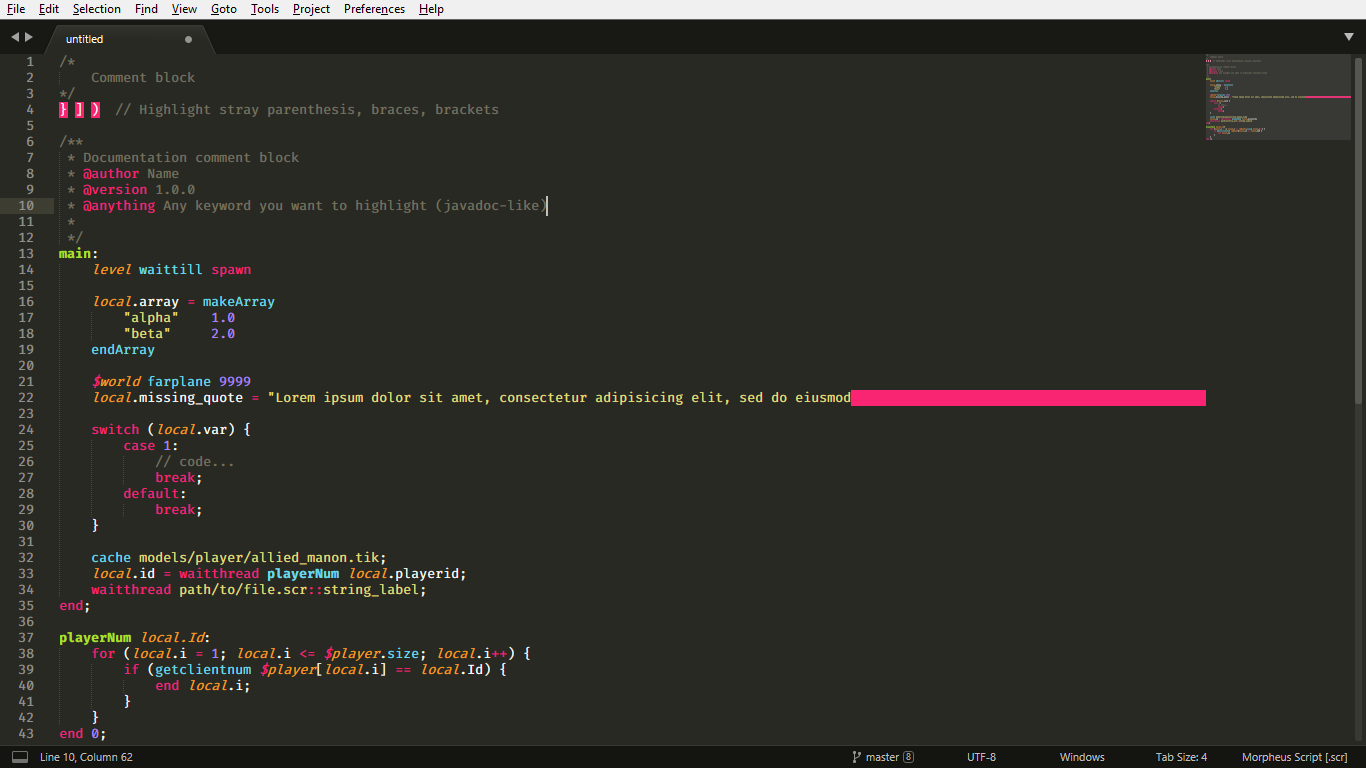 File Edit Selection Find View Goto Tools Project Preferences Help
untitled
1 /*
2     Comment block
3 */
4 } ] )  // Highlight stray parenthesis, braces, brackets
5
6 /**
7  * Documentation comment block
8  * @author Name
9  * @version 1.0.0
10  * @anything Any keyword you want to highlight (javadoc-like)
11  *
12  */
13 main:
14     level waittill spawn
15
16     local.array = makeArray
17         "alpha"    1.0
18         "beta"     2.0
19     endArray
20
21     $world farplane 9999
22     local.missing_quote = "Lorem ipsum dolor sit amet, consectetur adipisicing elit, sed do eiusmod
23
24     switch (local.var) {
25         case 1:
26             // code...
27             break;
28         default:
29             break;
30     }
31
32     cache models/player/allied_manon.tik;
33     local.id = waitthread playerNum local.playerid;
34     waitthread path/to/file.scr::string_label;
35 end;
36
37 playerNum local.Id:
38     for (local.i = 1; local.i <= $player.size; local.i++) {
39         if (getclientnum $player[local.i] == local.Id) {
40             end local.i;
41         }
42     }
43 end 0;
Line 10, Column 62 master 8 UTF-8 Windows Tab Size: 4 Morpheus Script [.scr]